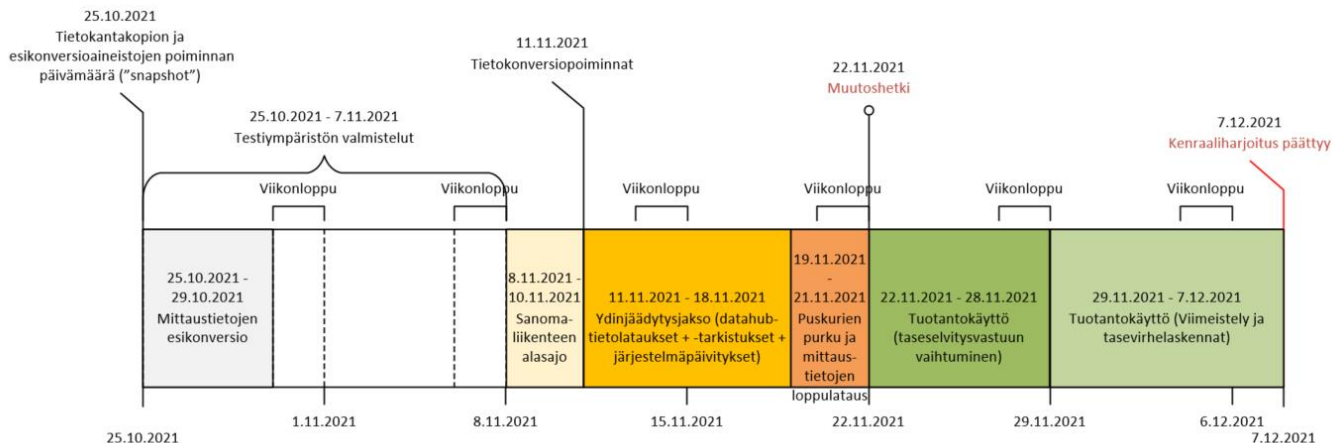 25.10.2021
Tietokantakopion ja
esikonversioaineistojen poiminnan
päivämäärä ("snapshot")
11.11.2021
Tietokonversiopoiminnat
22.11.2021
Muutoshetki
25.10.2021 - 7.11.2021
Testiympäristön valmistelut
7.12.2021
Kenraaliharjoitus päättyy
Viikonloppu
Viikonloppu
Viikonloppu
Viikonloppu
Viikonloppu
Viikonloppu
25.10.2021 -
29.10.2021
Mittaustietojen
esikonversio
8.11.2021 -
10.11.2021
Sanoma-
liikenteen
alasajo
11.11.2021 - 18.11.2021
Ydinjäädytysjakso (datahub-
tietolataukset + -tarkistukset +
järjestelmäpäivitykset)
19.11.2021
-
21.11.2021
Puskurien
purku ja
mittaus-
tietojen
loppulataus
22.11.2021 - 28.11.2021
Tuotantokäyttö
(taseselvitysvastuun
vaihtuminen)
29.11.2021 - 7.12.2021
Tuotantokäyttö (Viimeistely ja
tasevirhelaskennat)
25.10.2021
1.11.2021
8.11.2021
15.11.2021
22.11.2021
29.11.2021
6.12.2021
7.12.2021